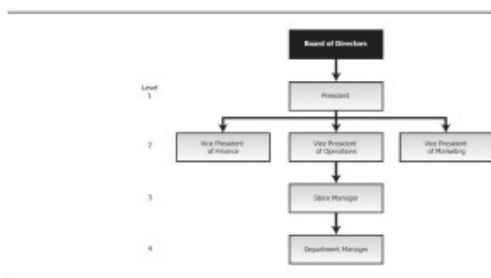 Board of Directors
Level
1
President
2
Vice President
of Finance
Vice President
of Operations
Vice President
of Marketing
3
Store Manager
4
Department Manager